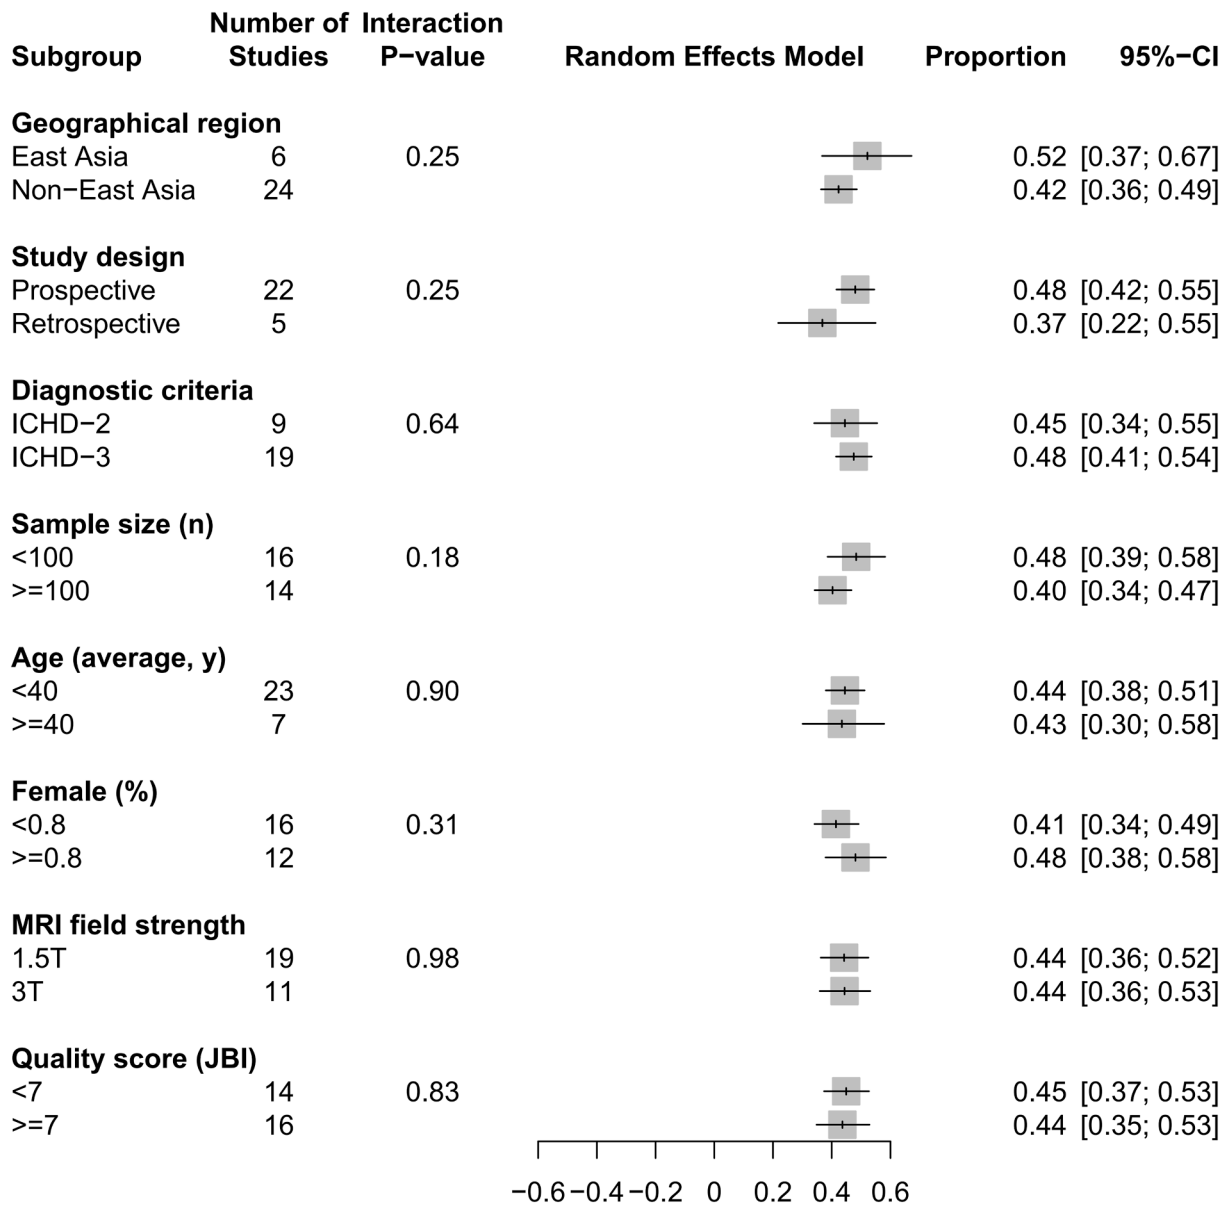 Number of Interaction
Subgroup Studies P−value Random Effects Model Proportion 95%−CI
Geographical region
East Asia 6 0.25 0.52 [0.37; 0.67]
Non−East Asia 24 0.42 [0.36; 0.49]
Study design
Prospective 22 0.25 0.48 [0.42; 0.55]
Retrospective 5 0.37 [0.22; 0.55]
Diagnostic criteria
ICHD−2 9 0.64 0.45 [0.34; 0.55]
ICHD−3 19 0.48 [0.41; 0.54]
Sample size (n)
<100 16 0.18 0.48 [0.39; 0.58]
>=100 14 0.40 [0.34; 0.47]
Age (average, y)
<40 23 0.90 0.44 [0.38; 0.51]
>=40 7 0.43 [0.30; 0.58]
Female (%)
<0.8 16 0.31 0.41 [0.34; 0.49]
>=0.8 12 0.48 [0.38; 0.58]
MRI field strength
1.5T 19 0.98 0.44 [0.36; 0.52]
3T 11 0.44 [0.36; 0.53]
Quality score (JBI)
<7 14 0.83 0.45 [0.37; 0.53]
>=7 16 0.44 [0.35; 0.53]
−0.6 −0.4 −0.2 0 0.2 0.4 0.6